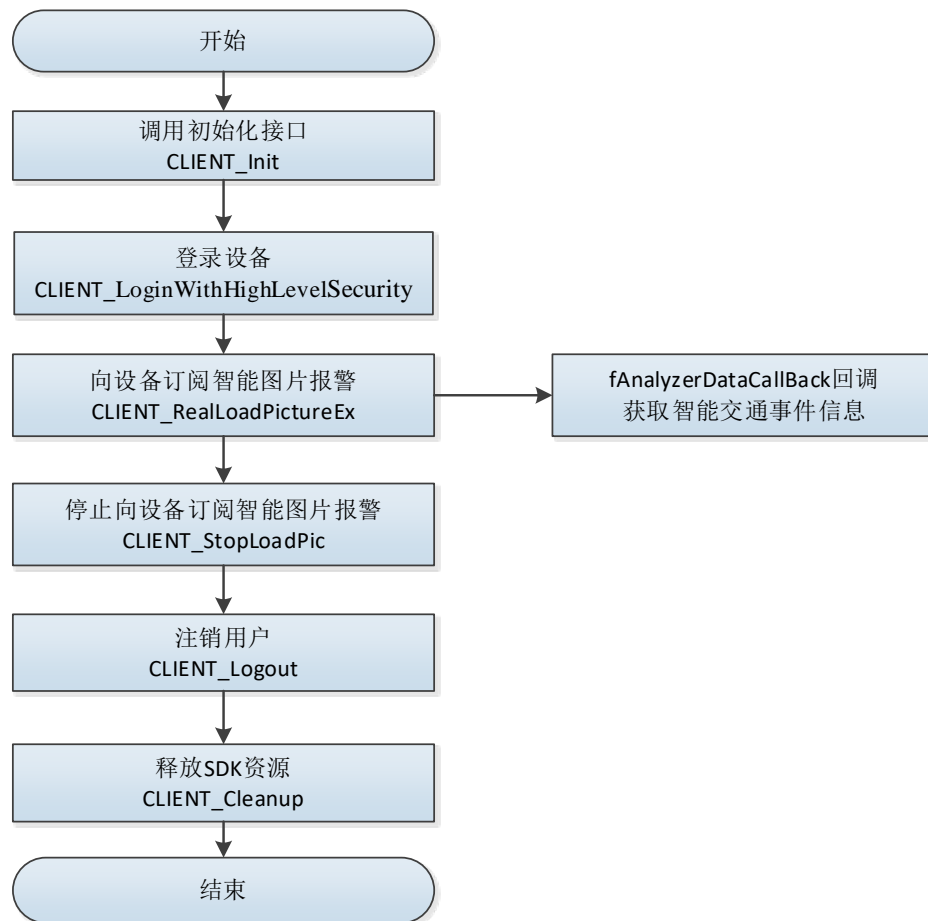 开始
调用初始化接口
CLIENT_Init
登录设备
CLIENT_LoginWithHighLevelSecurity
向设备订阅智能图片报警
CLIENT_RealLoadPictureEx
fAnalyzerDataCallBack回调
获取智能交通事件信息
停止向设备订阅智能图片报警
CLIENT_StopLoadPic
注销用户
CLIENT_Logout
释放SDK资源
CLIENT_Cleanup
结束